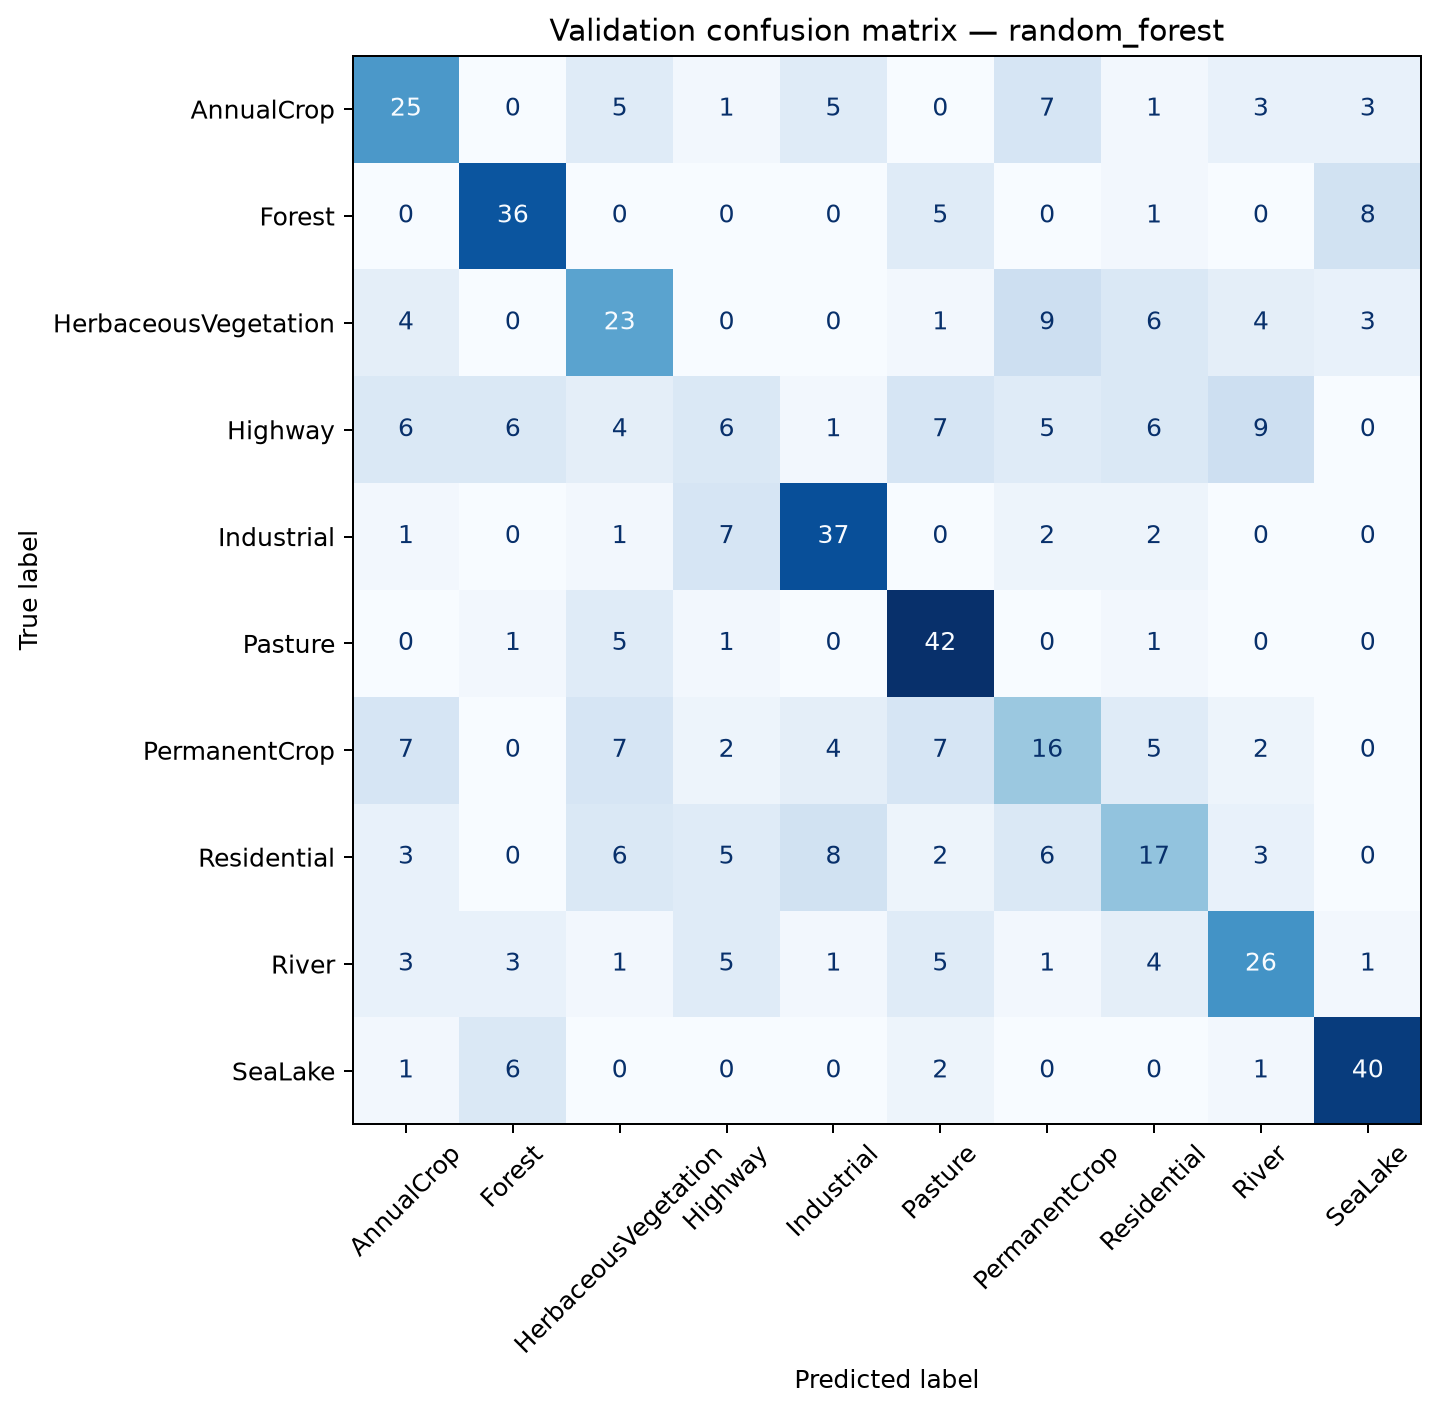 Validation confusion matrix — random_forest
True label
AnnualCrop 25 0 5 1 5 0 7 1 3 3
Forest 0 36 0 0 0 5 0 1 0 8
HerbaceousVegetation 4 0 23 0 0 1 9 6 4 3
Highway 6 6 4 6 1 7 5 6 9 0
Industrial 1 0 1 7 37 0 2 2 0 0
Pasture 0 1 5 1 0 42 0 1 0 0
PermanentCrop 7 0 7 2 4 7 16 5 2 0
Residential 3 0 6 5 8 2 6 17 3 0
River 3 3 1 5 1 5 1 4 26 1
SeaLake 1 6 0 0 0 2 0 0 1 40
AnnualCrop Forest HerbaceousVegetation Highway Industrial Pasture PermanentCrop Residential River SeaLake
Predicted label